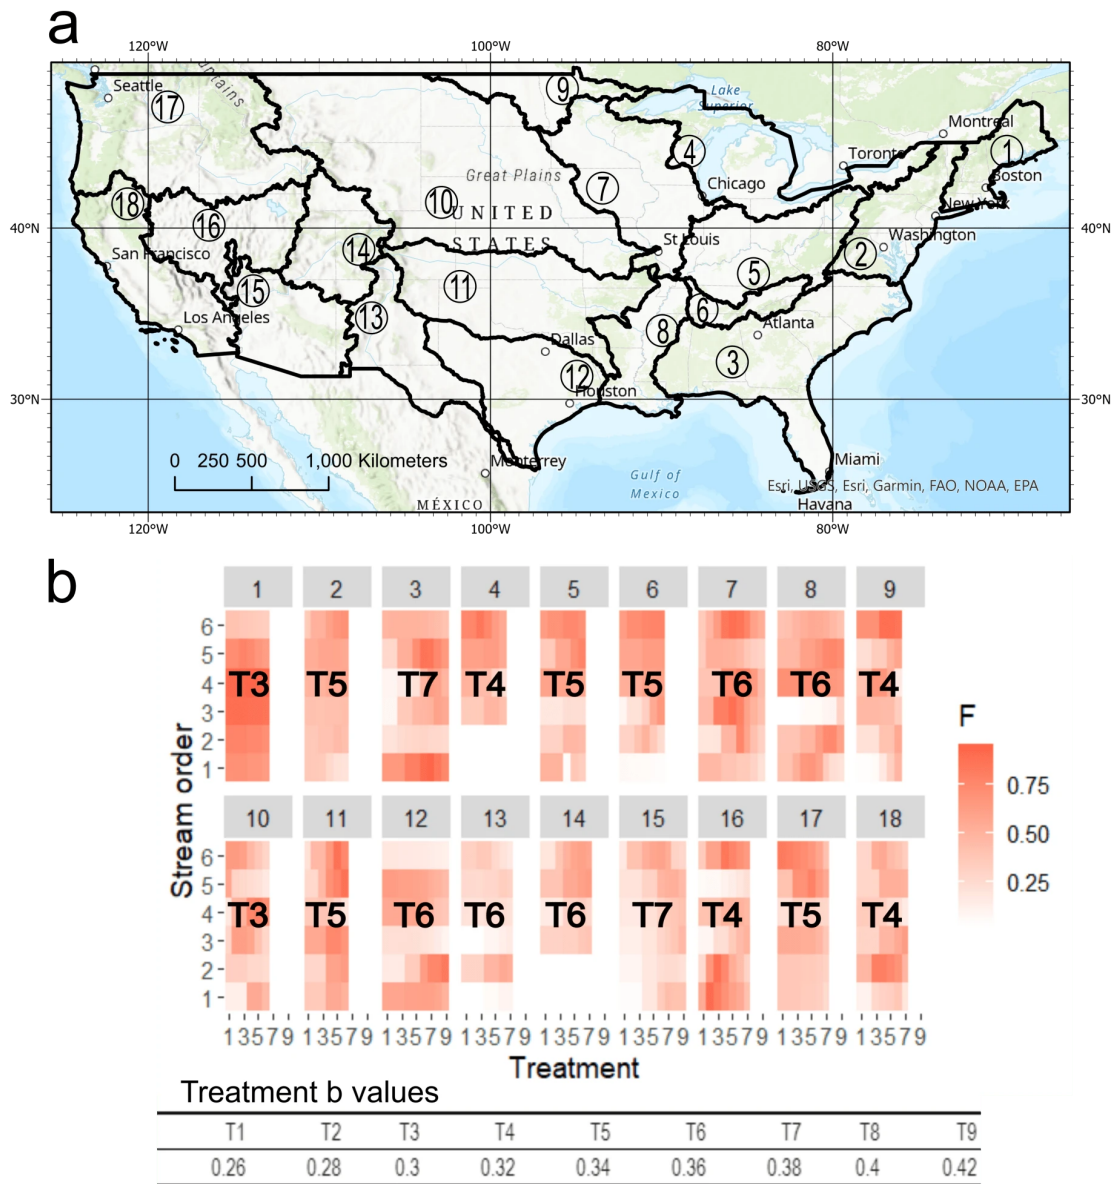 a
120°W 100°W 80°W
Seattle
17
9
Lake
Superior
Montreal
1
4
Toronto
Boston
Great Plains
7
Chicago
10
18
16
UNITED
New York
40°N
40°N
STATES
St Louis
Washington
14
2
San Francisco
5
15
11
6
13
Los Angeles
8
Atlanta
Dallas
3
12
Houston
30°N
30°N
0 250 500 1,000 Kilometers
Monterrey
Gulf of
Mexico
Miami
Esri, USGS, Esri, Garmin, FAO, NOAA, EPA
MÉXICO
Havana
120°W 100°W 80°W
b
1 2 3 4 5 6 7 8 9
6
5
4
3
2
1
T3 T5 T7 T4 T5 T5 T6 T6 T4
F
0.75
0.50
0.25
Stream order
10 11 12 13 14 15 16 17 18
6
5
4
3
2
1
T3 T5 T6 T6 T6 T7 T4 T5 T4
13579 13579 13579 13579 13579 13579 13579 13579 13579
Treatment
Treatment b values
T1 T2 T3 T4 T5 T6 T7 T8 T9
0.26 0.28 0.3 0.32 0.34 0.36 0.38 0.4 0.42